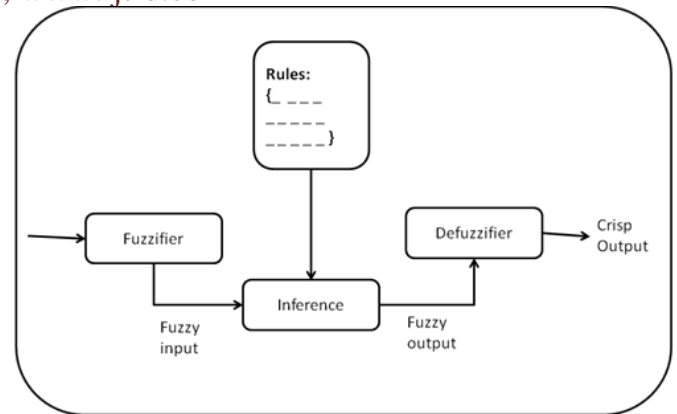 Rules:
{_ _ _ _
_ _ _ _ _
_ _ _ _ _ }
Fuzzifier
Defuzzifier
Crisp
Output
Inference
Fuzzy
input
Fuzzy
output